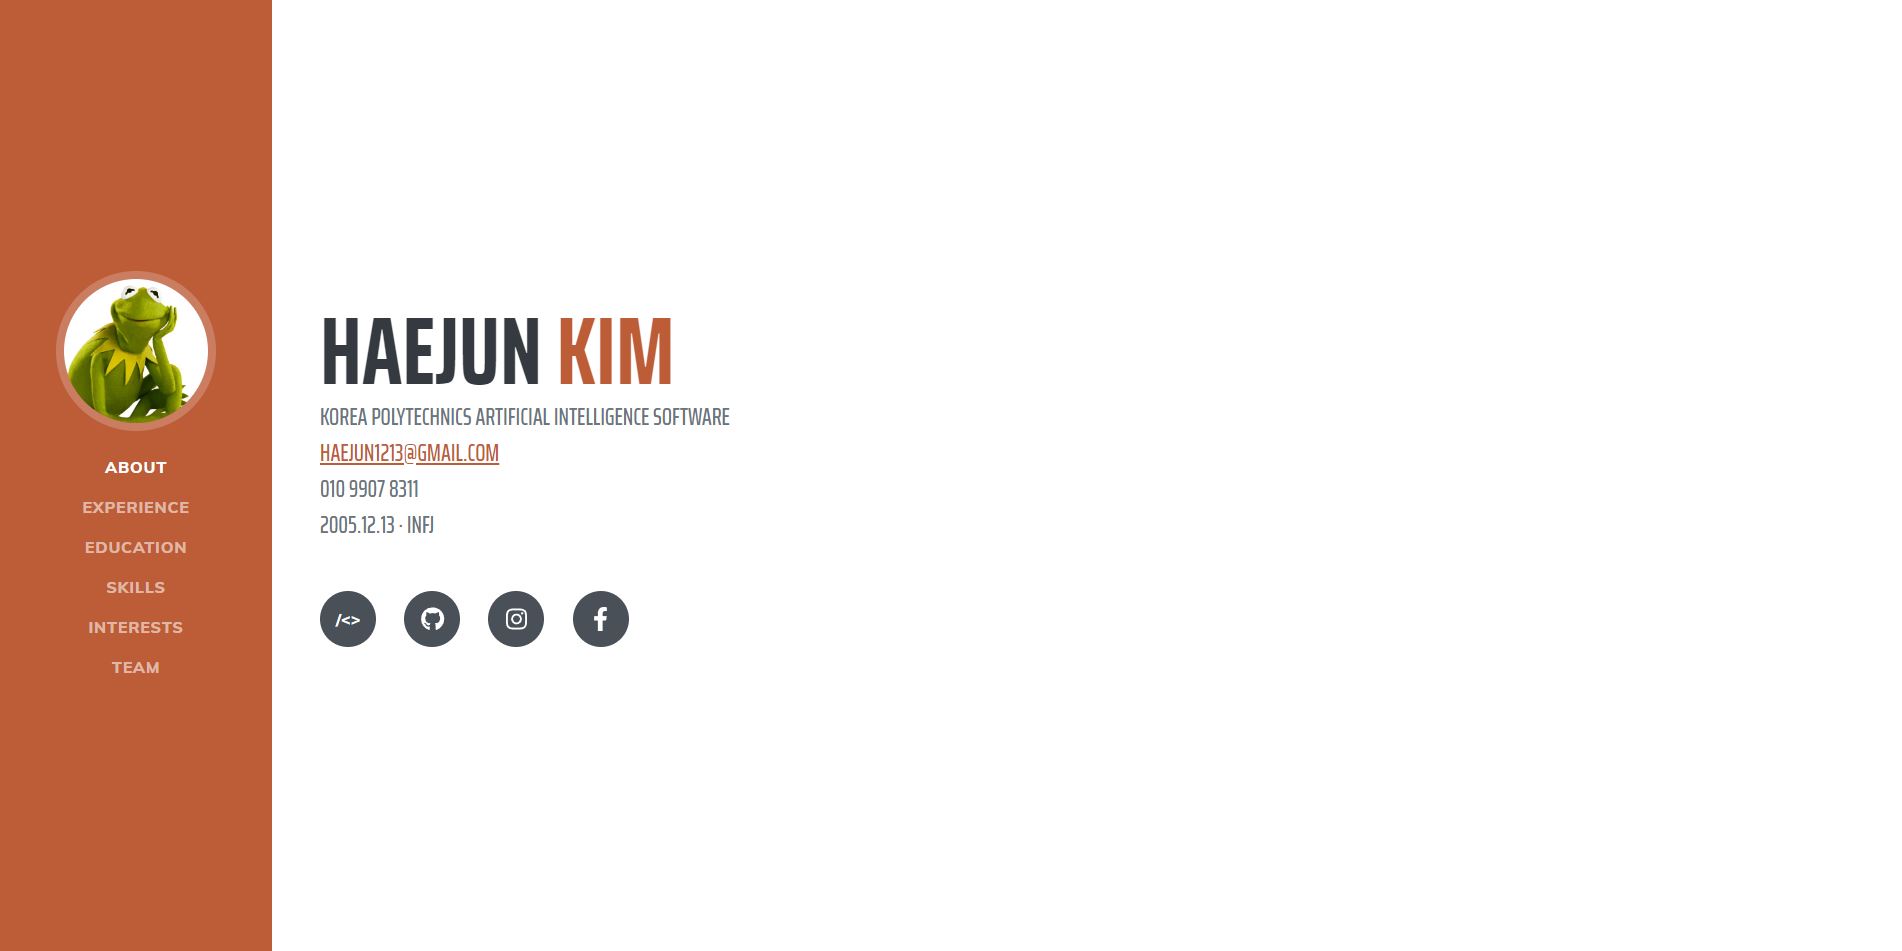 ABOUT
EXPERIENCE
EDUCATION
SKILLS
INTERESTS
TEAM
HAEJUN KIM
KOREA POLYTECHNICS ARTIFICIAL INTELLIGENCE SOFTWARE
HAEJUN1213@GMAIL.COM
010 9907 8311
2005.12.13 · INFJ
/<>